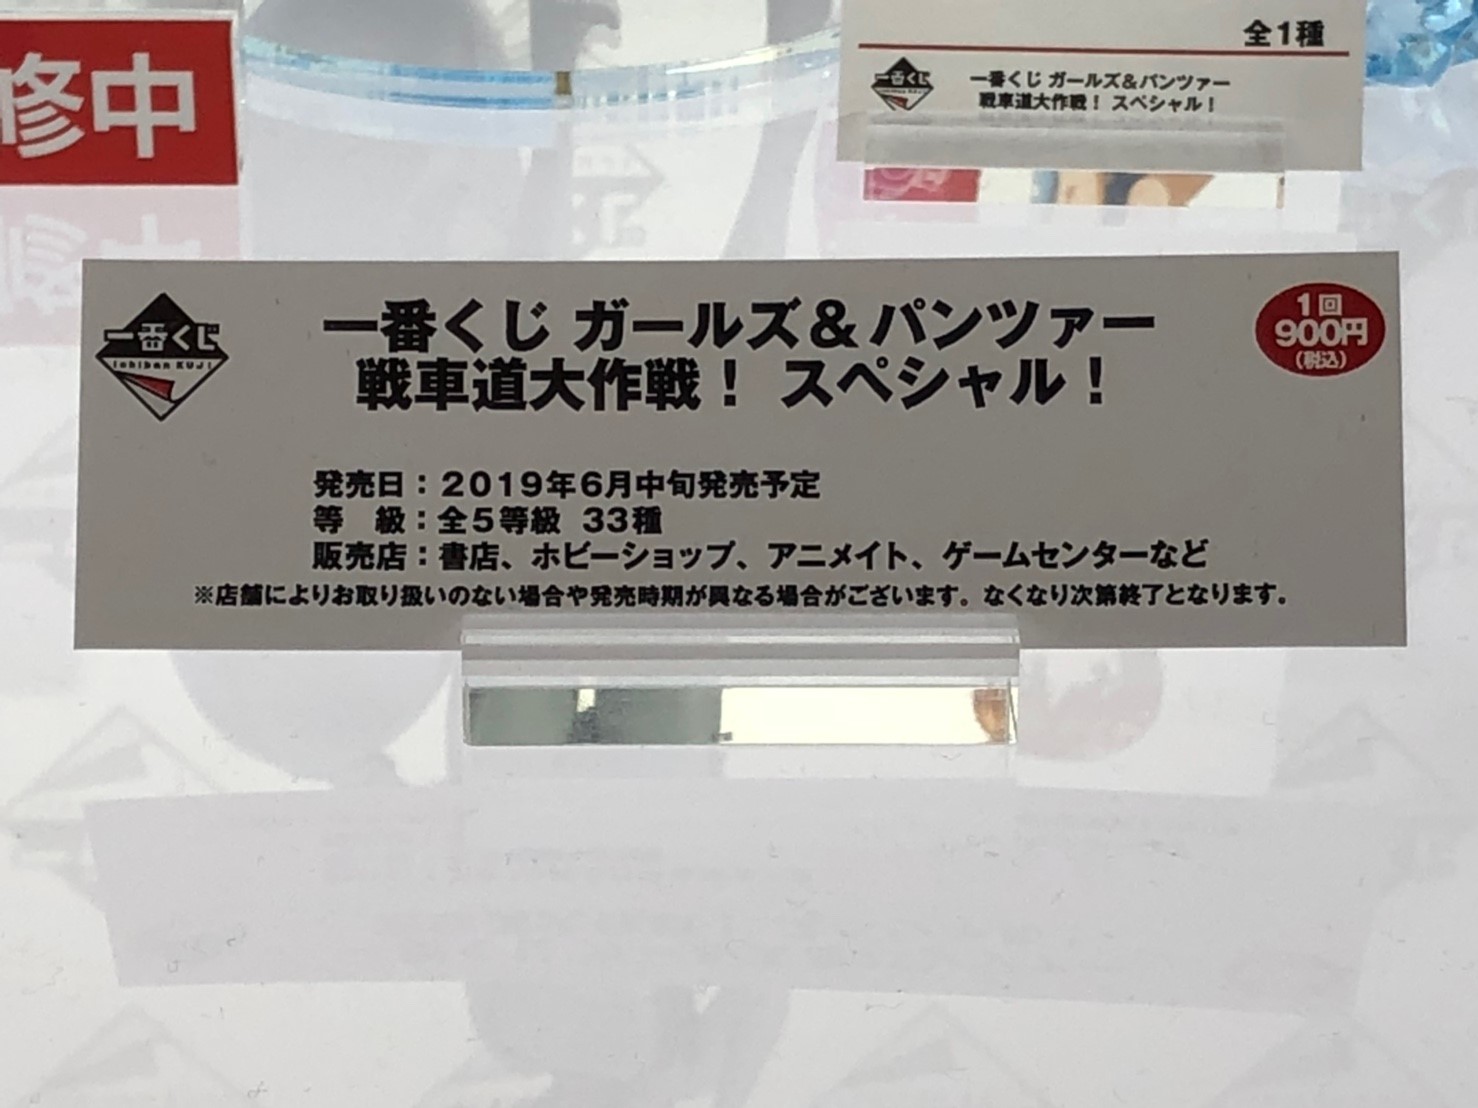 修中
全1種
一番くじ
一番くじ ガールズ&パンツァー
戦車道大作戦! スペシャル!
一番くじ
Ichiban KUJI
一番くじ ガールズ&パンツァー
戦車道大作戦! スペシャル!
1回
900円
(税込)
発売日:2019年6月中旬発売予定
等 級:全5等級 33種
販売店:書店、ホビーショップ、アニメイト、ゲームセンターなど
※店舗によりお取り扱いのない場合や発売時期が異なる場合がございます。なくなり次第終了となります。